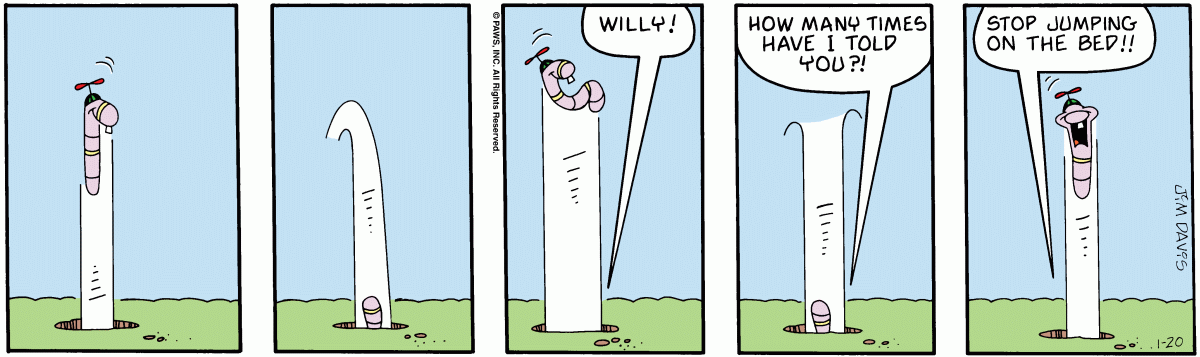 © PAWS, INC. All Rights Reserved.
WILLY!
HOW MANY TIMES
HAVE I TOLD
YOU?!
STOP JUMPING
ON THE BED!!
JIM DAVIS
1-20